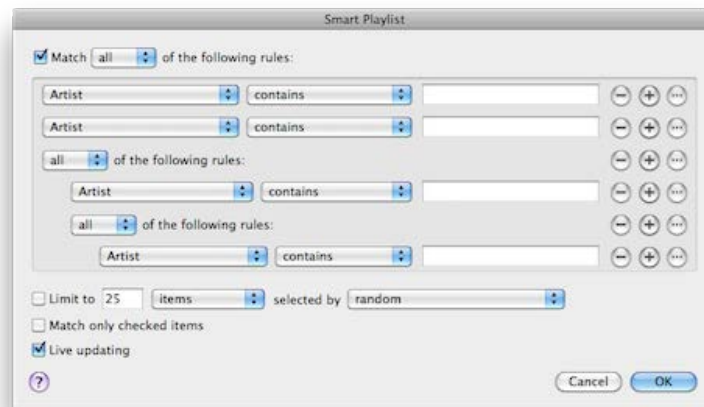 Smart Playlist
Match all of the following rules:
Artist contains
Artist contains
all of the following rules:
Artist contains
all of the following rules:
Artist contains
Limit to 25 items selected by random
Match only checked items
Live updating
? Cancel OK